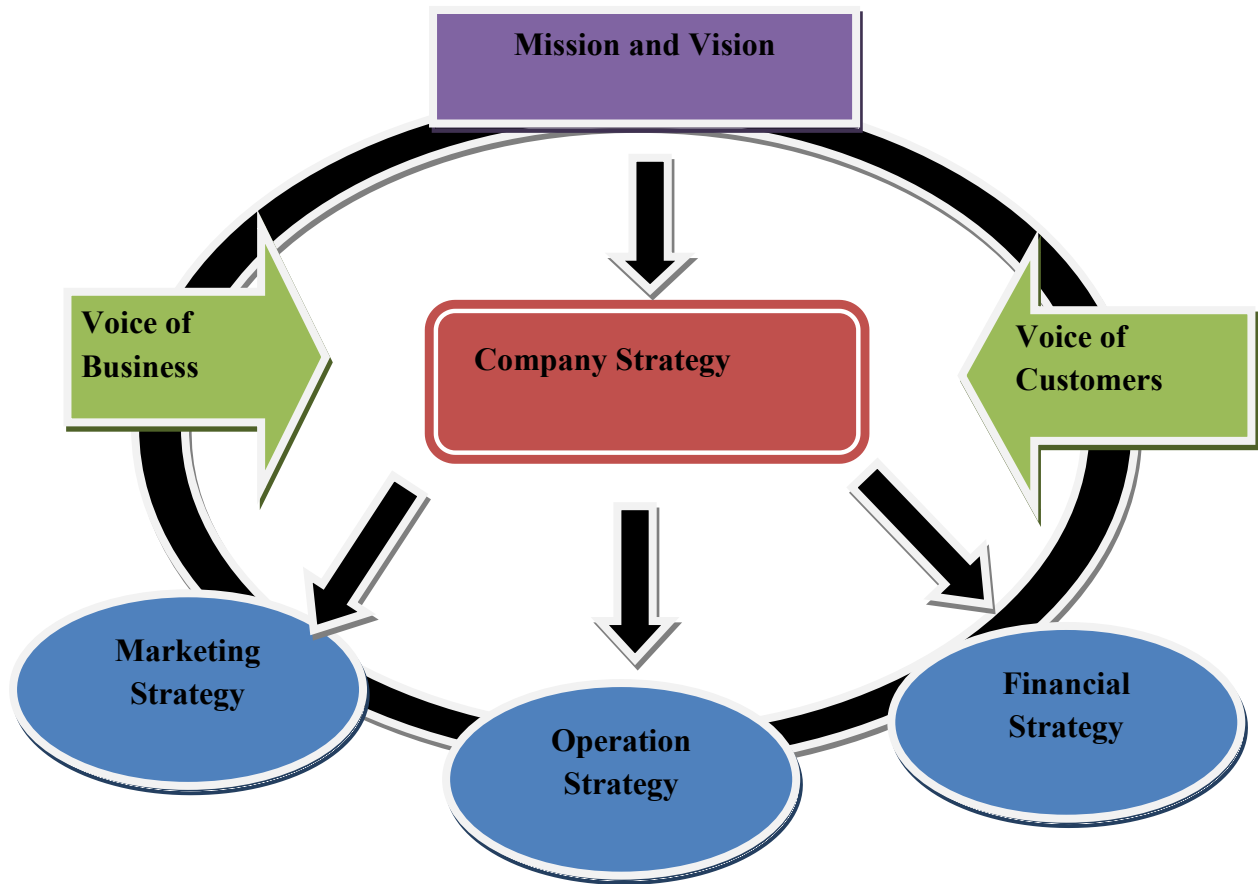 Mission and Vision
Voice of
Business
Company Strategy
Voice of
Customers
Marketing
Strategy
Operation
Strategy
Financial
Strategy